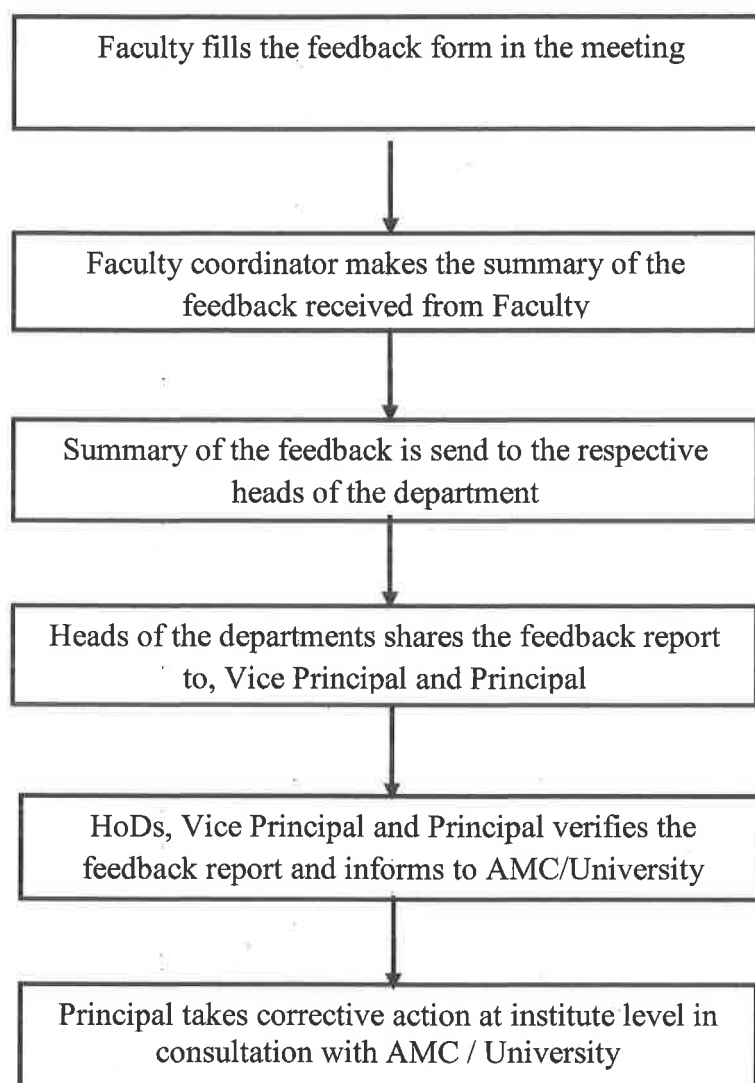 Faculty fills the feedback form in the meeting
Faculty coordinator makes the summary of the
feedback received from Faculty
Summary of the feedback is send to the respective
heads of the department
Heads of the departments shares the feedback report
to, Vice Principal and Principal
HoDs, Vice Principal and Principal verifies the
feedback report and informs to AMC/University
Principal takes corrective action at institute level in
consultation with AMC / University